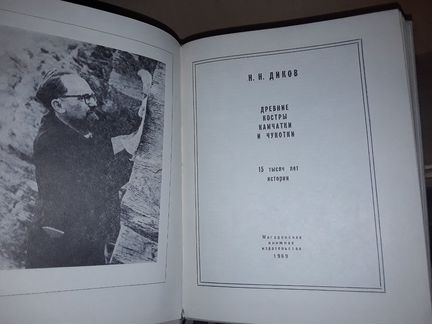 Н. Н. ДИКОВ
ДРЕВНИЕ
КОСТРЫ
КАМЧАТКИ
И ЧУКОТКИ
15 тысяч лет
истории
Магаданское
книжное
издательство
1969